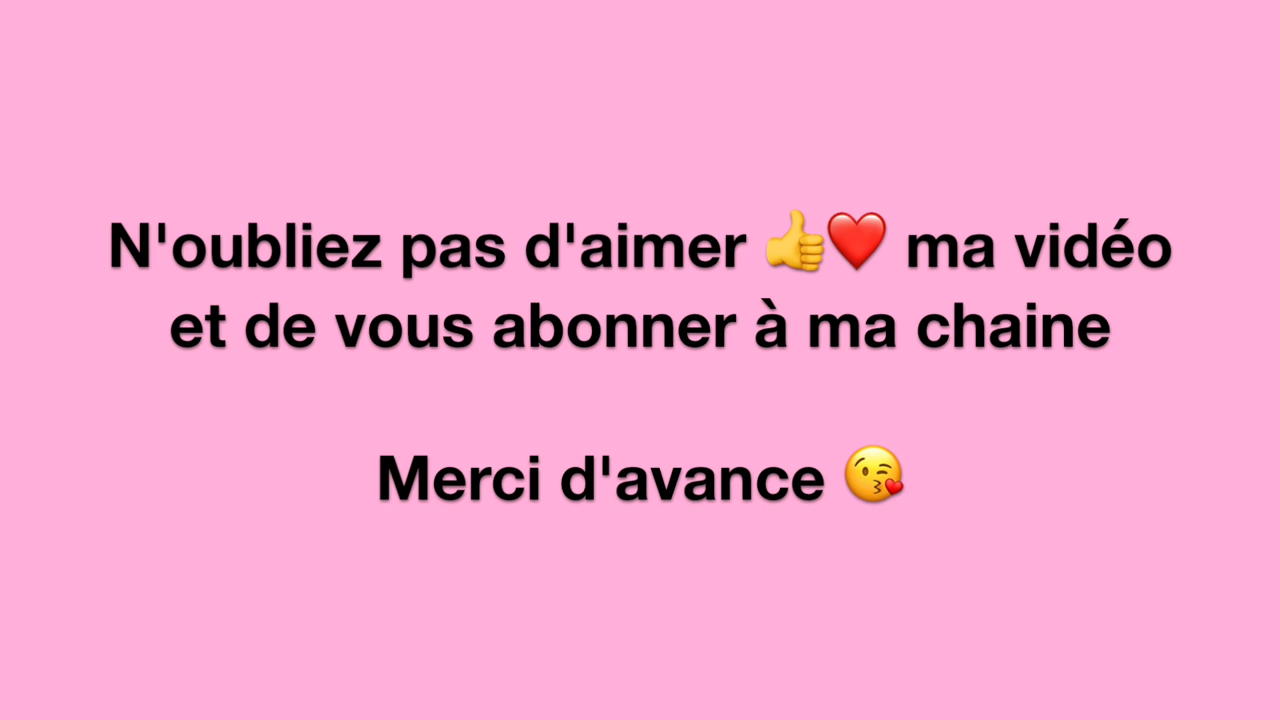 N'oubliez pas d'aimer 👍❤️ ma vidéo
et de vous abonner à ma chaine
Merci d'avance 😘